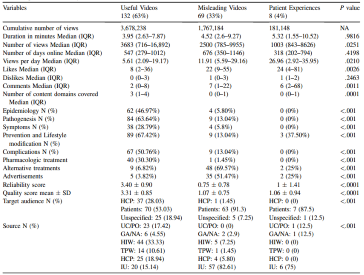 Variables Useful Videos Misleading Videos Patient Experiences P value
132 (63%) 69 (33%) 8 (4%)
Cumulative number of views 3,678,238 1,767,184 181,148
Duration in minutes Median (IQR) 3.95 (2.63–7.87) 4.52 (2.6–9.27) 5.32 (1.55–10.52) .9816
Number of views Median (IQR) 3683 (716–16,892) 2500 (785–9955) 1003 (843–8626) .0251
Number of days online Median (IQR) 547 (279–1012) 676 (350–1146) 318 (202–794) .4198
Views per day Median (IQR) 5.61 (2.09–19.17) 11.91 (5.59–29.16) 26.96 (2.92–35.95) .0210
Likes Median (IQR) 8 (2–36) 22 (9–55) 24 (4–81) .0026
Dislikes Median (IQR) 0 (0–3) 1 (0–3) 1 (1–2) .2463
Comments Median (IQR) 2 (0–8) 7 (1–22) 6 (2–68) .0011
Number of content domains covered 3 (1–4) 0 (0–1) 0 (0–1) .0001
Median (IQR)
Epidemiology N (%) 62 (46.97%) 4 (5.80%) 0 (0%) <.001
Pathogenesis N (%) 84 (63.64%) 9 (13.04%) 0 (0%) <.001
Symptoms N (%) 38 (28.79%) 4 (5.8%) 0 (0%) <.001
Prevention and Lifestyle 89 (67.42%) 9 (13.04%) 3 (37.50%) <.001
modification N (%)
Complications N (%) 67 (50.76%) 9 (13.04%) 0 (0%) <.001
Pharmacologic treatment 40 (30.30%) 1 (1.45%) 0 (0%) <.001
Alternative treatments 9 (6.82%) 48 (69.57%) 2 (25%) <.001
Advertisements 5 (3.82%) 35 (51.47%) 2 (25%) <.001
Reliability score 3.40 ± 0.90 0.75 ± 0.78 1 ± 1.41 <.0001
Quality score mean ± SD 3.31 ± 0.85 1.07 ± 0.75 1.06 ± 0.94 <.0001
Target audience N (%) HCP: 37 (28.03) HCP: 1 (1.45) HCP: 0 (0) <.001
Patients: 70 (53.03) Patients: 63 (91.3) Patients: 7 (87.5)
Unspecified: 25 (18.94) Unspecified: 5 (7.25) Unspecified: 1 (12.5)
Source N (%) UC/PO: 23 (17.42) UC/PO: 0 (0) UC/PO: 1 (12.5) <.001
GA/NA: 6 (4.55) GA/NA: 2 (2.9) GA/NA: 1 (12.5)
HIW: 44 (33.33) HIW: 5 (7.25) HIW: 0 (0)
TPW: 14 (10.61) TPW: 1 (1.45) TPW: 0 (0)
HCP: 25 (18.94) HCP: 4 (5.80) HCP: 0 (0)
IU: 20 (15.14) IU: 57 (82.61) IU: 6 (75)